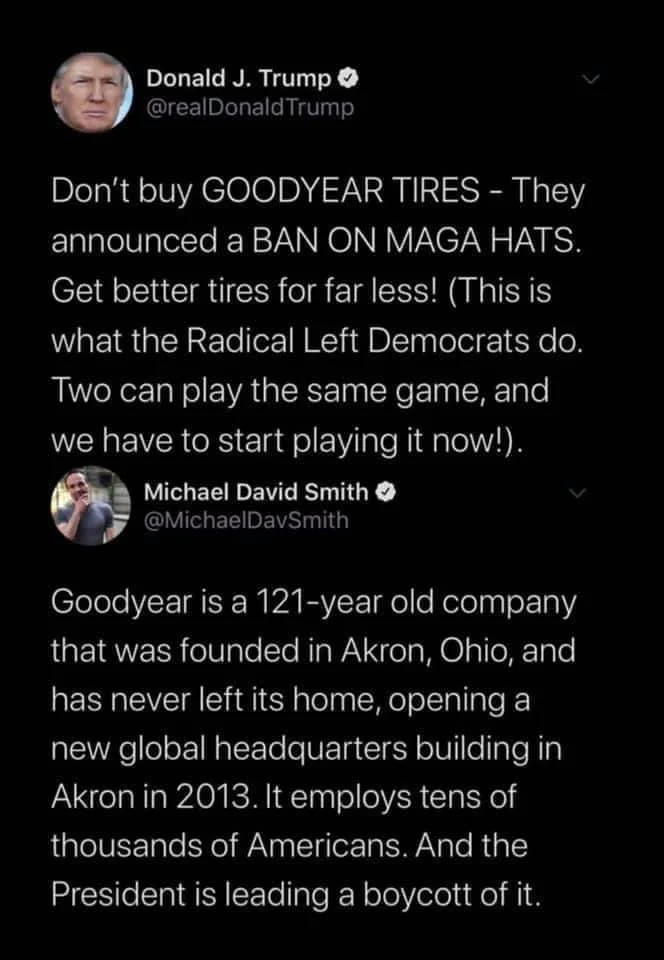 Donald J. Trump
@realDonaldTrump
Don't buy GOODYEAR TIRES - They
announced a BAN ON MAGA HATS.
Get better tires for far less! (This is
what the Radical Left Democrats do.
Two can play the same game, and
we have to start playing it now!).
Michael David Smith
@MichaelDavSmith
Goodyear is a 121-year old company
that was founded in Akron, Ohio, and
has never left its home, opening a
new global headquarters building in
Akron in 2013. It employs tens of
thousands of Americans. And the
President is leading a boycott of it.